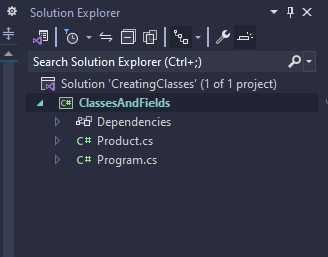 Solution Explorer
Search Solution Explorer (Ctrl+;)
Solution 'CreatingClasses' (1 of 1 project)
C# ClassesAndFields
Dependencies
C# Product.cs
C# Program.cs